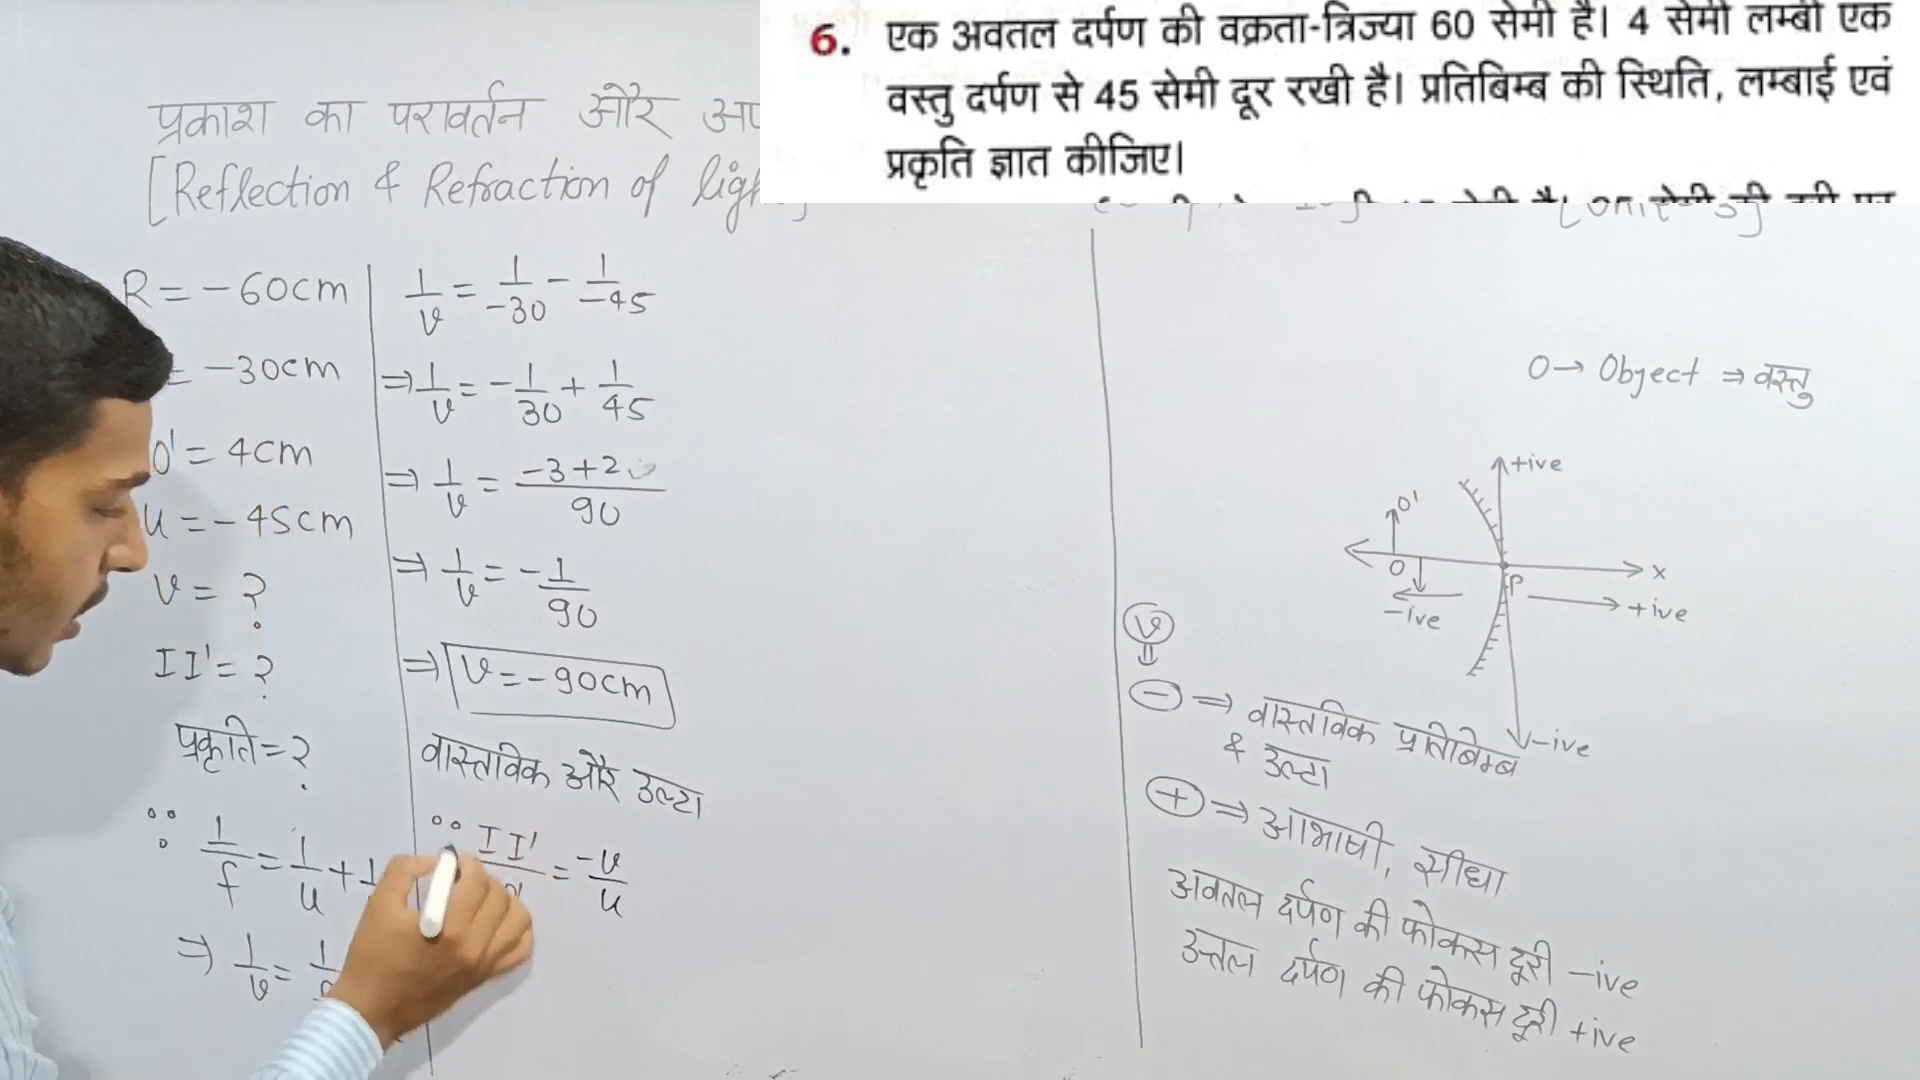 6. एक अवतल दर्पण की वक्रता-त्रिज्या 60 सेमी है। 4 सेमी लम्बी एक
वस्तु दर्पण से 45 सेमी दूर रखी है। प्रतिबिम्ब की स्थिति, लम्बाई एवं
प्रकृति ज्ञात कीजिए।
प्रकाश का परावर्तन और
[Reflection & Refraction of
R = -60cm
= -30cm
O' = 4cm
u = -45cm
v = ?
II' = ?
प्रकृति = ?
∵ 1/f = 1/u +
⇒ 1/v =
1/v = 1/-30 - 1/-45
⇒ 1/v = -1/30 + 1/45
⇒ 1/v = -3+2/90
⇒ 1/v = -1/90
⇒ v = -90cm
वास्तविक और उल्टा
II' = -v/u
O → Object ⇒ वस्तु
+ive
O'
O
P
x
-ive
+ive
-ive
v
⇓
- ⇒ वास्तविक प्रतिबिम्ब
& उल्टा
+ ⇒ आभाषी, सीधा
अवतल दर्पण की फोकस दूरी -ive
उत्तल दर्पण की फोकस दूरी +ive